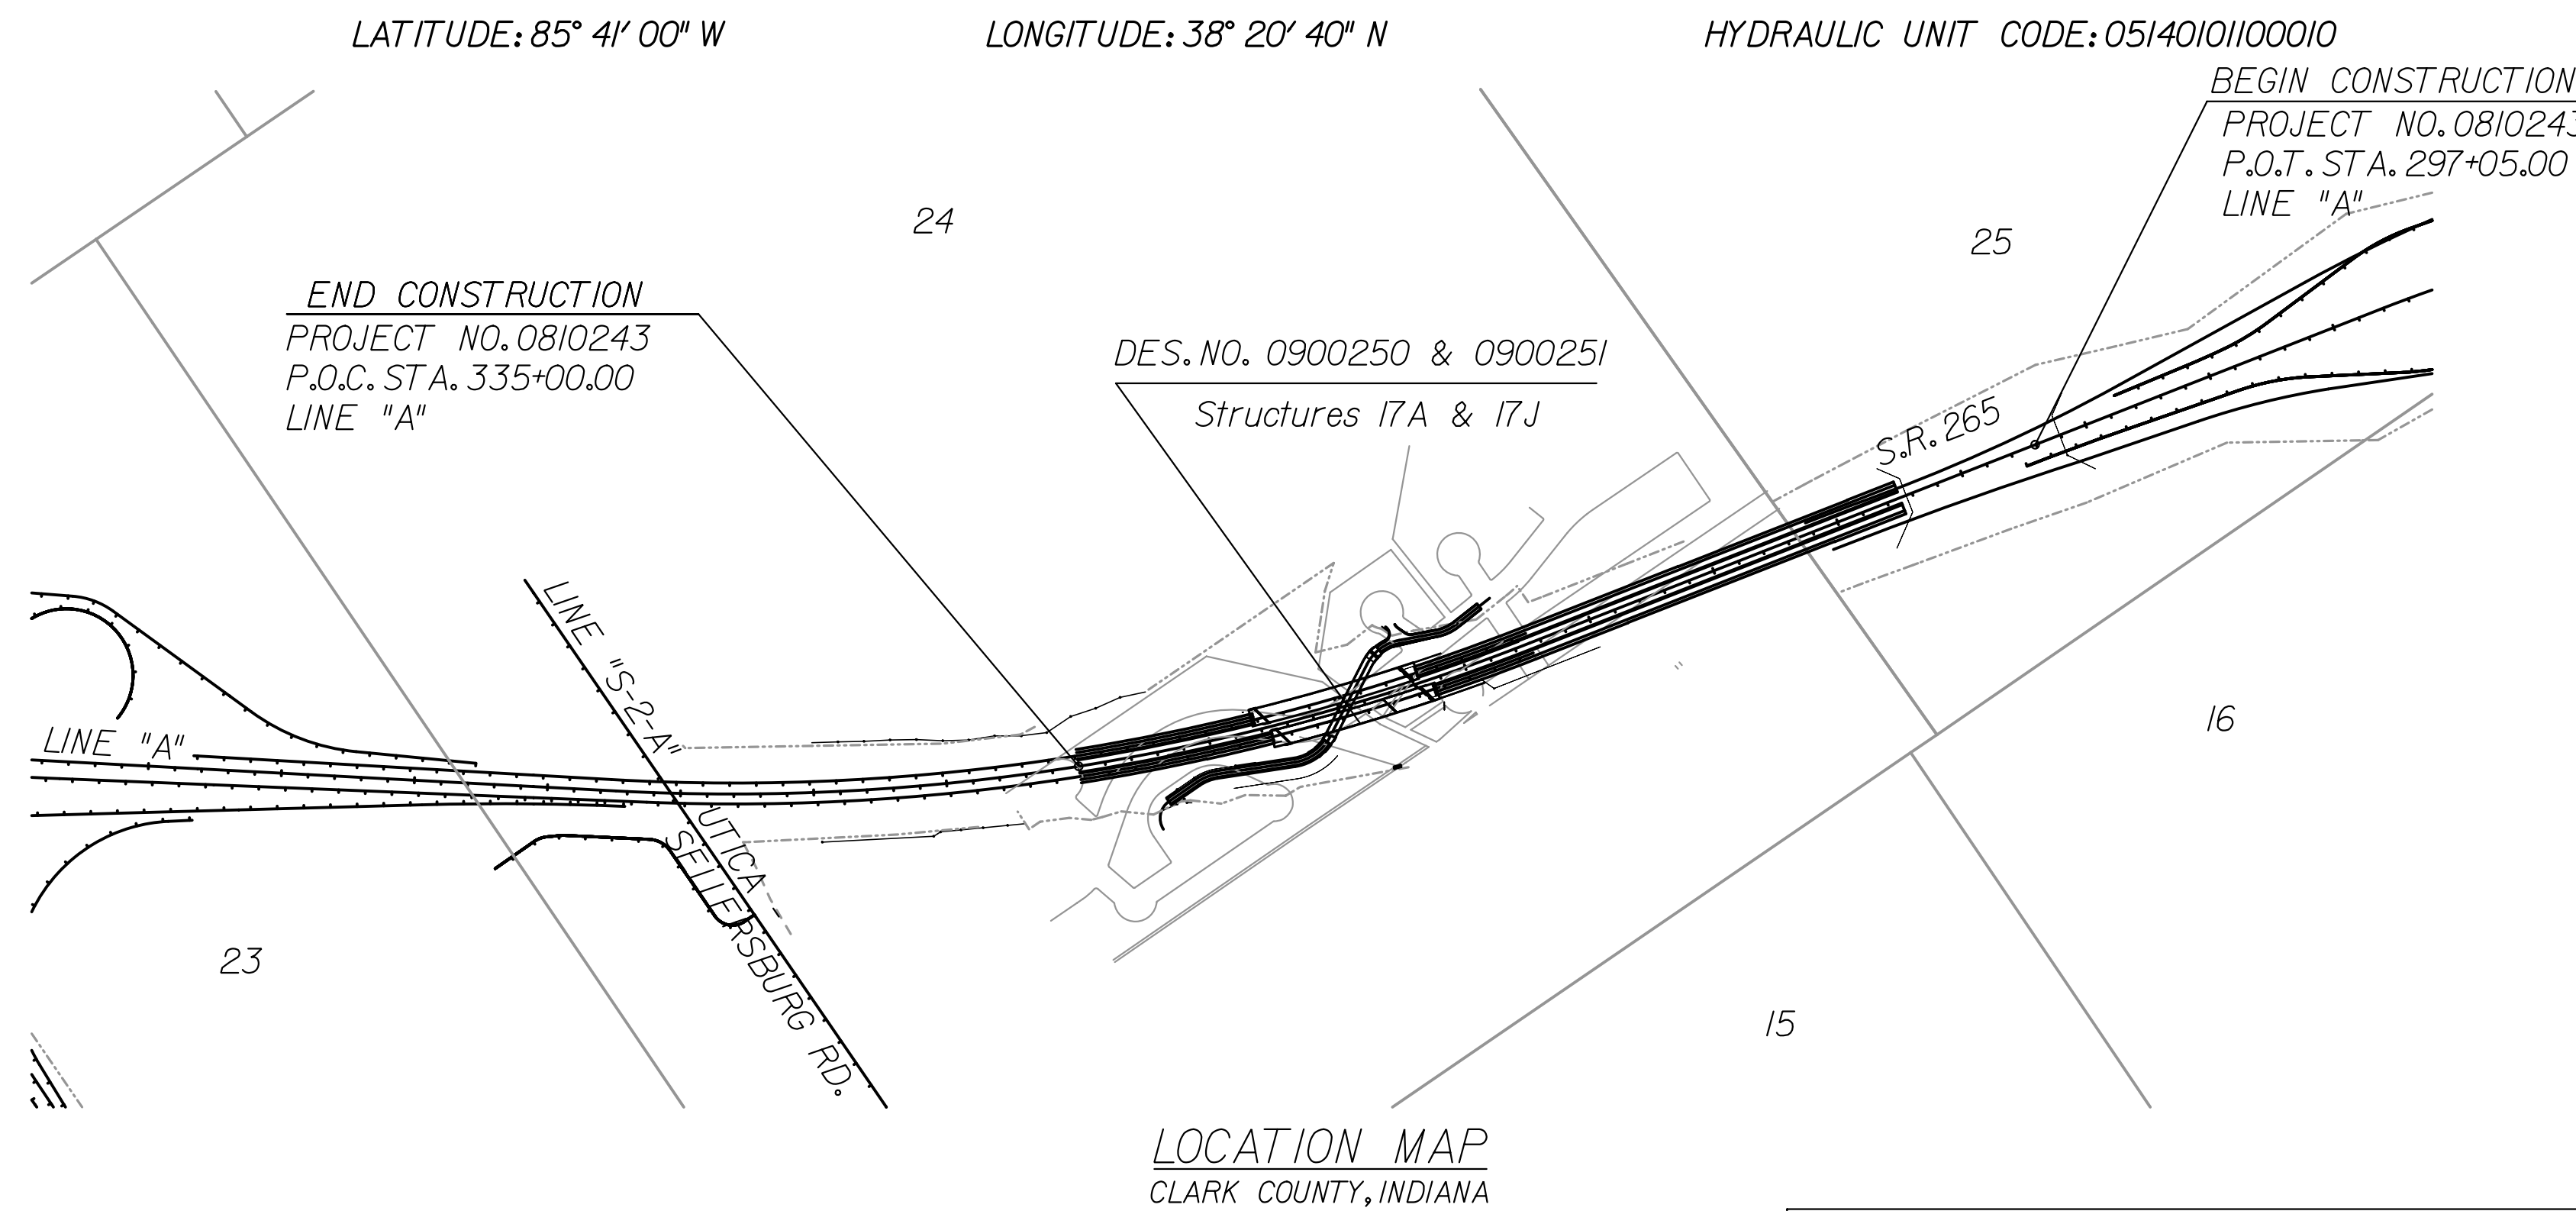 LATITUDE: 85° 41' 00" W
LONGITUDE: 38° 20' 40" N
HYDRAULIC UNIT CODE: 05140101100010
BEGIN CONSTRUCTION
PROJECT NO. 0810243
P.O.T. STA. 297+05.00
LINE "A"
24
25
END CONSTRUCTION
PROJECT NO. 0810243
P.O.C. STA. 335+00.00
LINE "A"
DES. NO. 0900250 & 0900251
Structures 17A & 17J
S.R. 265
LINE "S-2-A"
LINE "A"
16
UTICA
SELLERSBURG RD.
23
15
LOCATION MAP
CLARK COUNTY, INDIANA